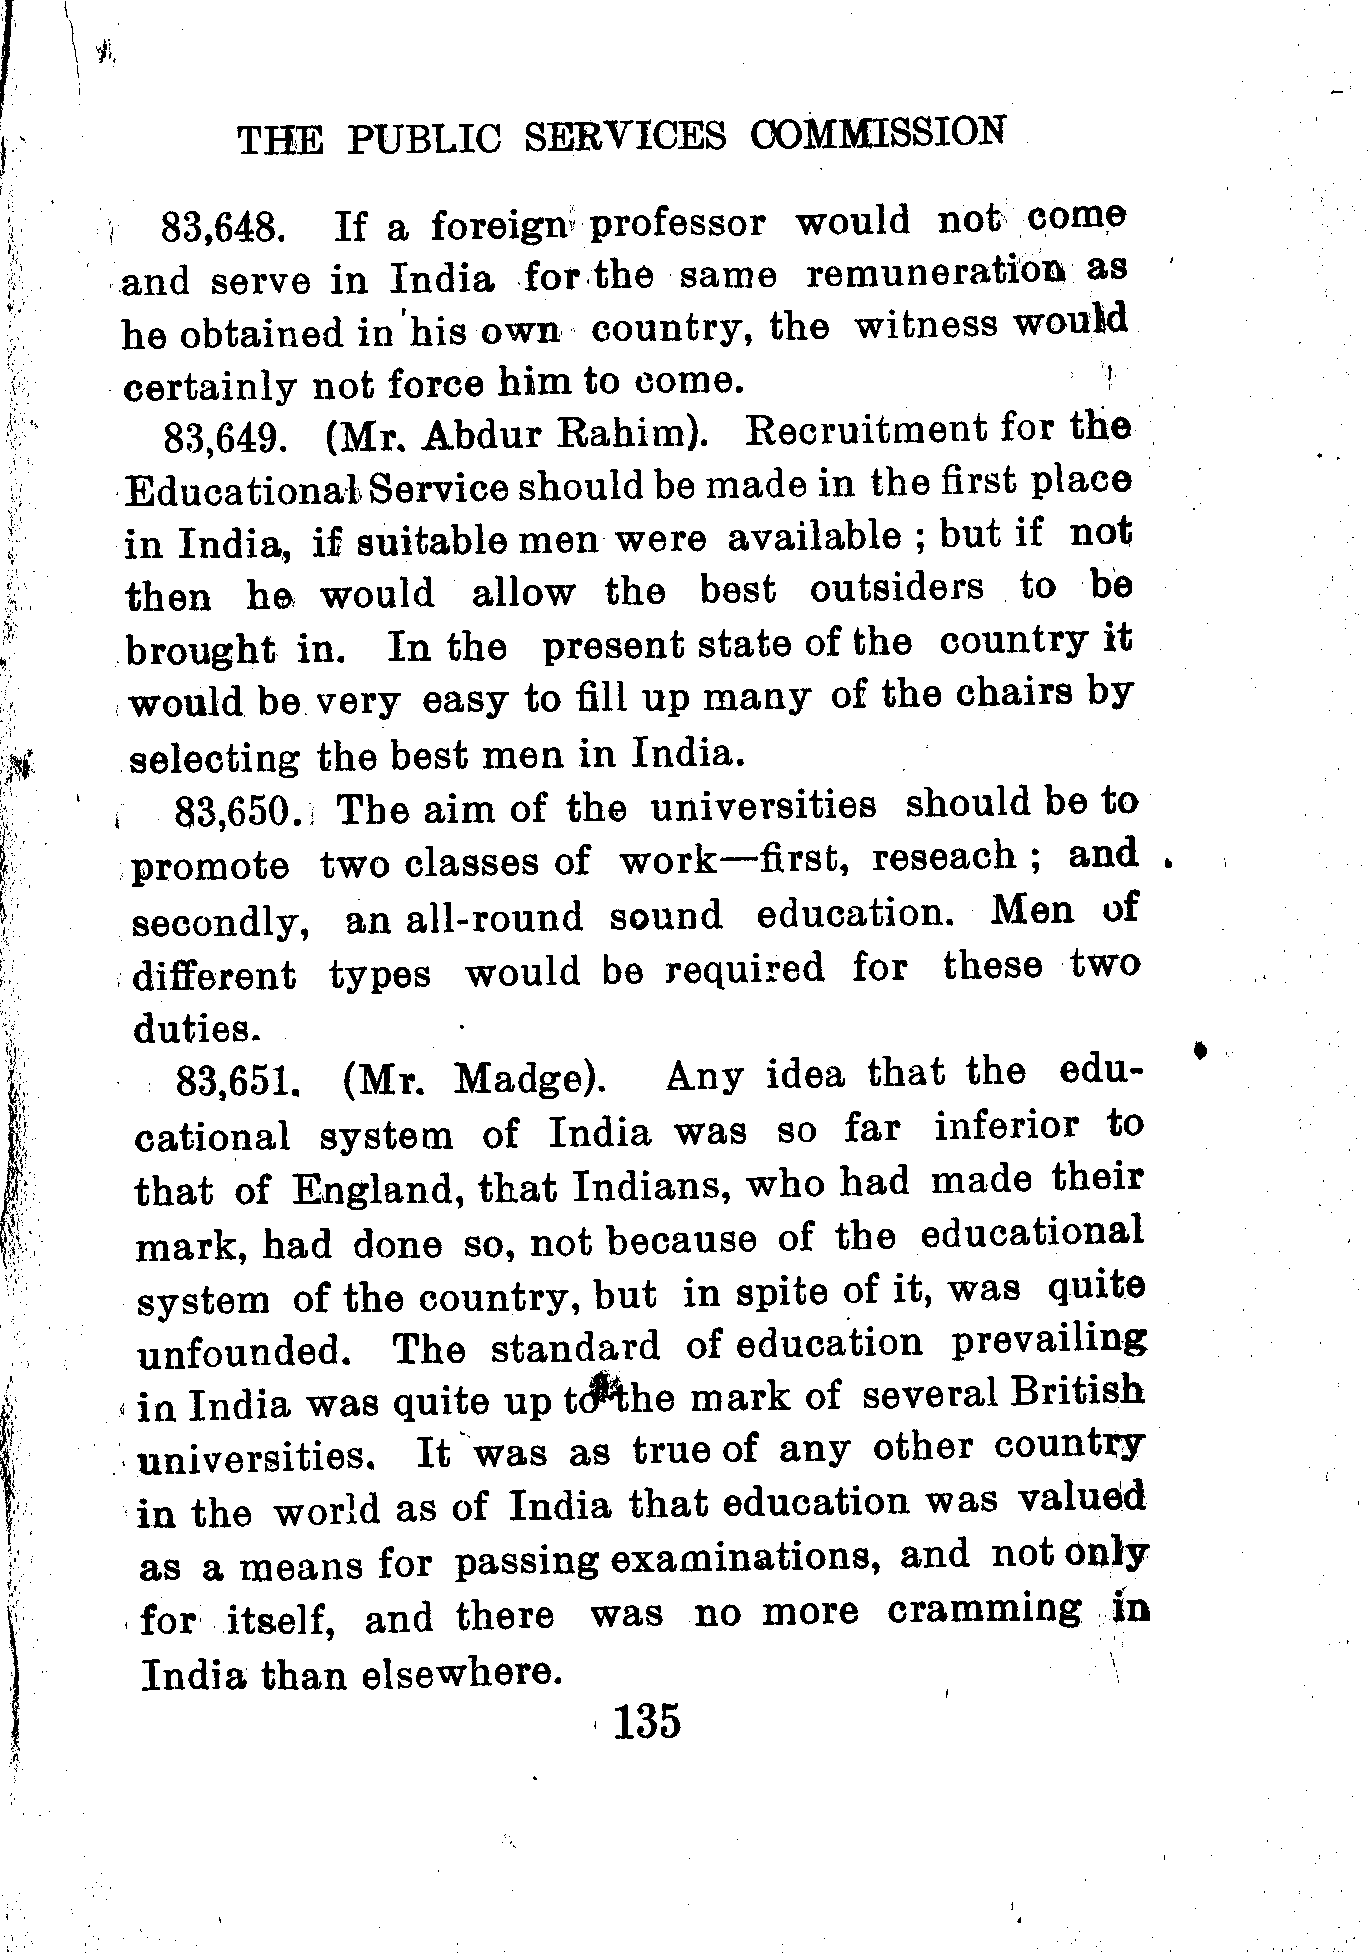 THE PUBLIC SERVICES COMMISSION
83,648. If a foreign professor would not come
and serve in India for the same remuneration as
he obtained in his own country, the witness would
certainly not force him to come.
83,649. (Mr. Abdur Rahim). Recruitment for the
Educational Service should be made in the first place
in India, if suitable men were available ; but if not
then he would allow the best outsiders to be
brought in. In the present state of the country it
would be very easy to fill up many of the chairs by
selecting the best men in India.
83,650. The aim of the universities should be to
promote two classes of work—first, reseach ; and
secondly, an all-round sound education. Men of
different types would be required for these two
duties.
83,651. (Mr. Madge). Any idea that the edu-
cational system of India was so far inferior to
that of England, that Indians, who had made their
mark, had done so, not because of the educational
system of the country, but in spite of it, was quite
unfounded. The standard of education prevailing
in India was quite up to the mark of several British
universities. It was as true of any other country
in the world as of India that education was valued
as a means for passing examinations, and not only
for itself, and there was no more cramming in
India than elsewhere.
135